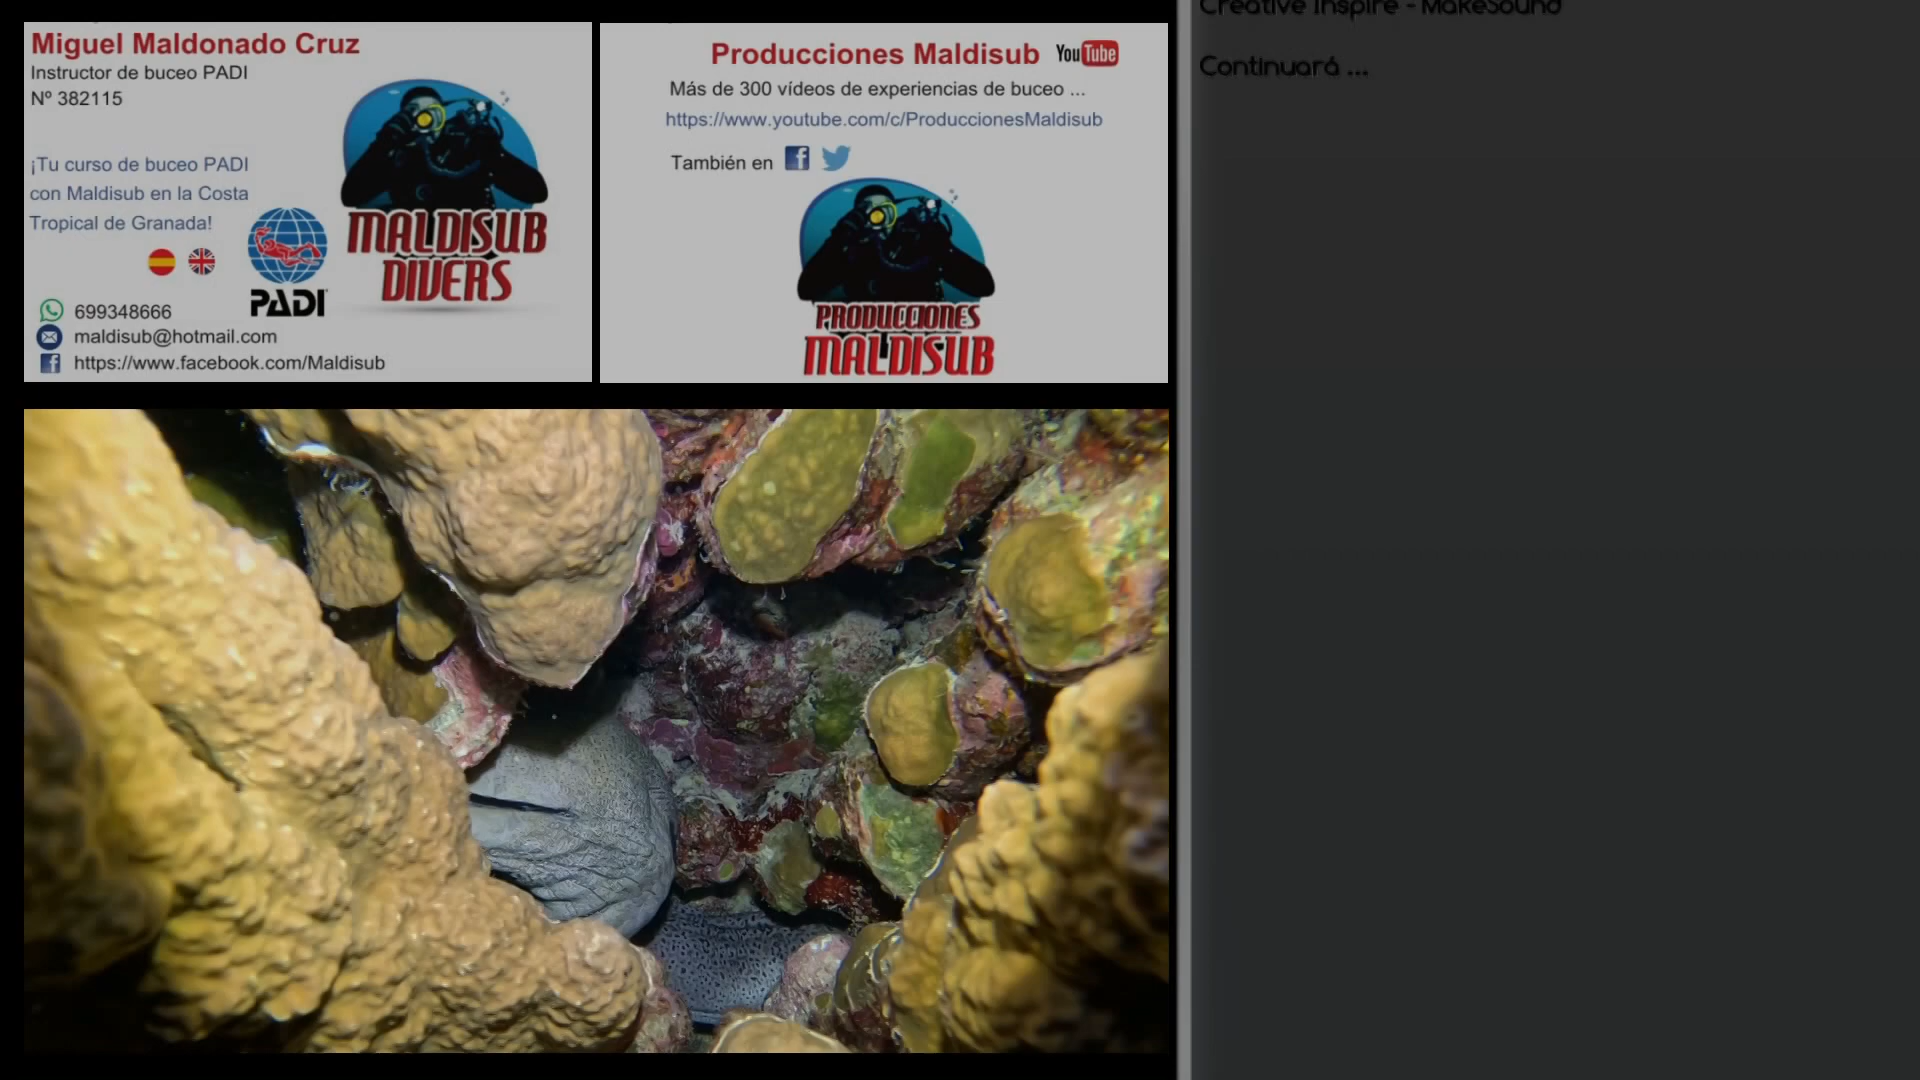 Miguel Maldonado Cruz
Instructor de buceo PADI
Nº 382115
¡Tu curso de buceo PADI
con Maldisub en la Costa
Tropical de Granada!
PADI
MALDISUB
DIVERS
699348666
maldisub@hotmail.com
https://www.facebook.com/Maldisub
Producciones Maldisub YouTube
Más de 300 vídeos de experiencias de buceo ...
https://www.youtube.com/c/ProduccionesMaldisub
También en
PRODUCCIONES
MALDISUB
Creative Inspire - MakeSound
Continuará ...